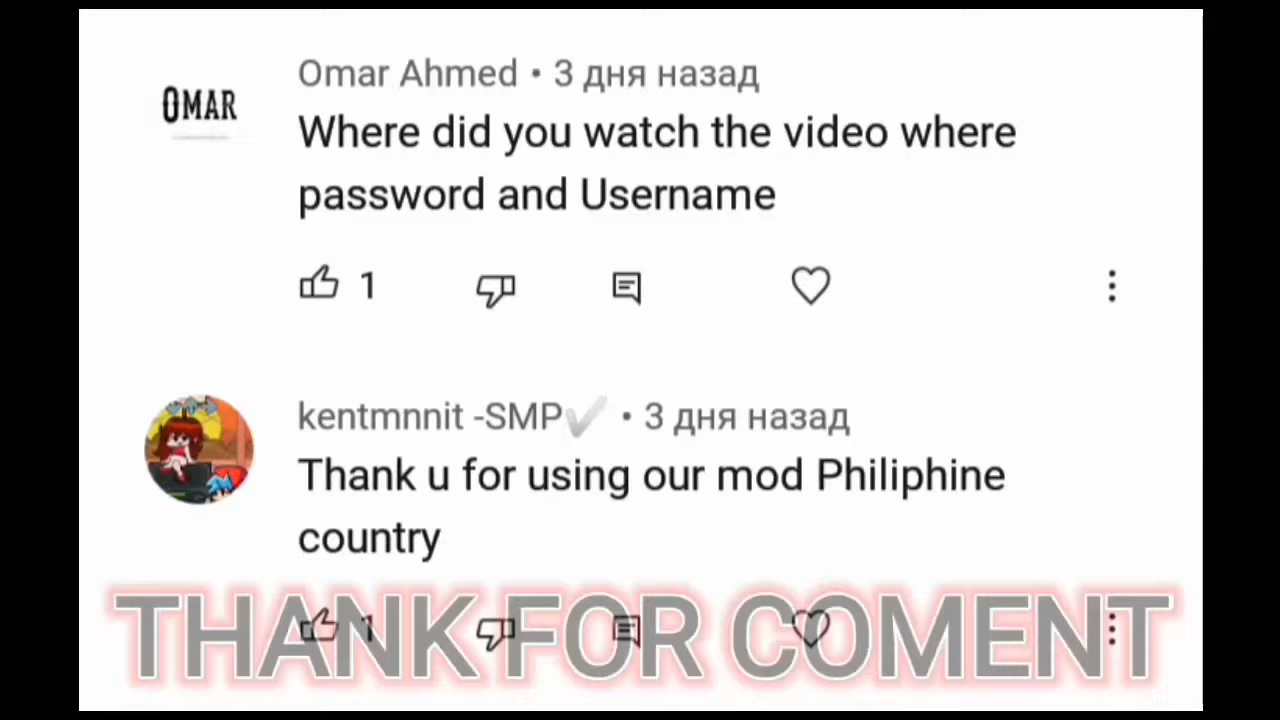 OMAR
Omar Ahmed • 3 дня назад
Where did you watch the video where
password and Username
1
kentmnnit -SMP✔ • 3 дня назад
Thank u for using our mod Philiphine
country
1
THANK FOR COMENT